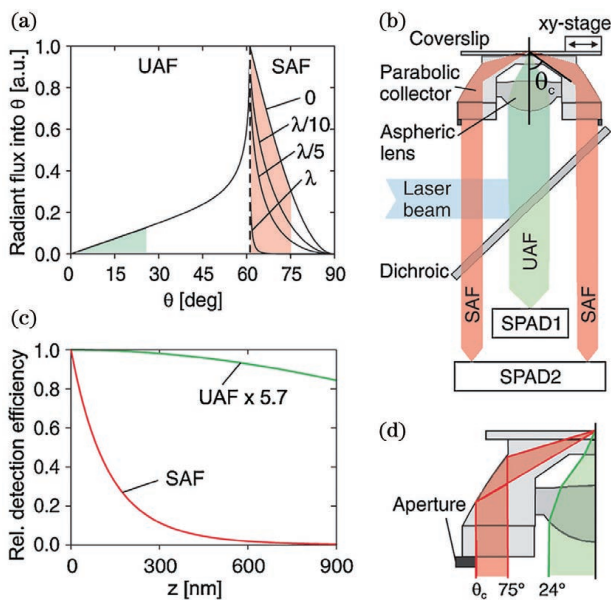 (a)
UAF
SAF
0
λ/10
λ/5
λ
Radiant flux into θ [a.u.]
1.0
0.8
0.6
0.4
0.2
0.0
0
15
30
45
60
75
90
θ [deg]
(b)
xy-stage
Coverslip
Parabolic
collector
θc
Aspheric
lens
Laser
beam
Dichroic
SAF
UAF
SAF
SPAD1
SPAD2
(c)
Rel. detection efficiency
1.0
0.8
0.6
0.4
0.2
0.0
UAF x 5.7
SAF
0
300
600
900
z [nm]
(d)
Aperture
θc
75°
24°